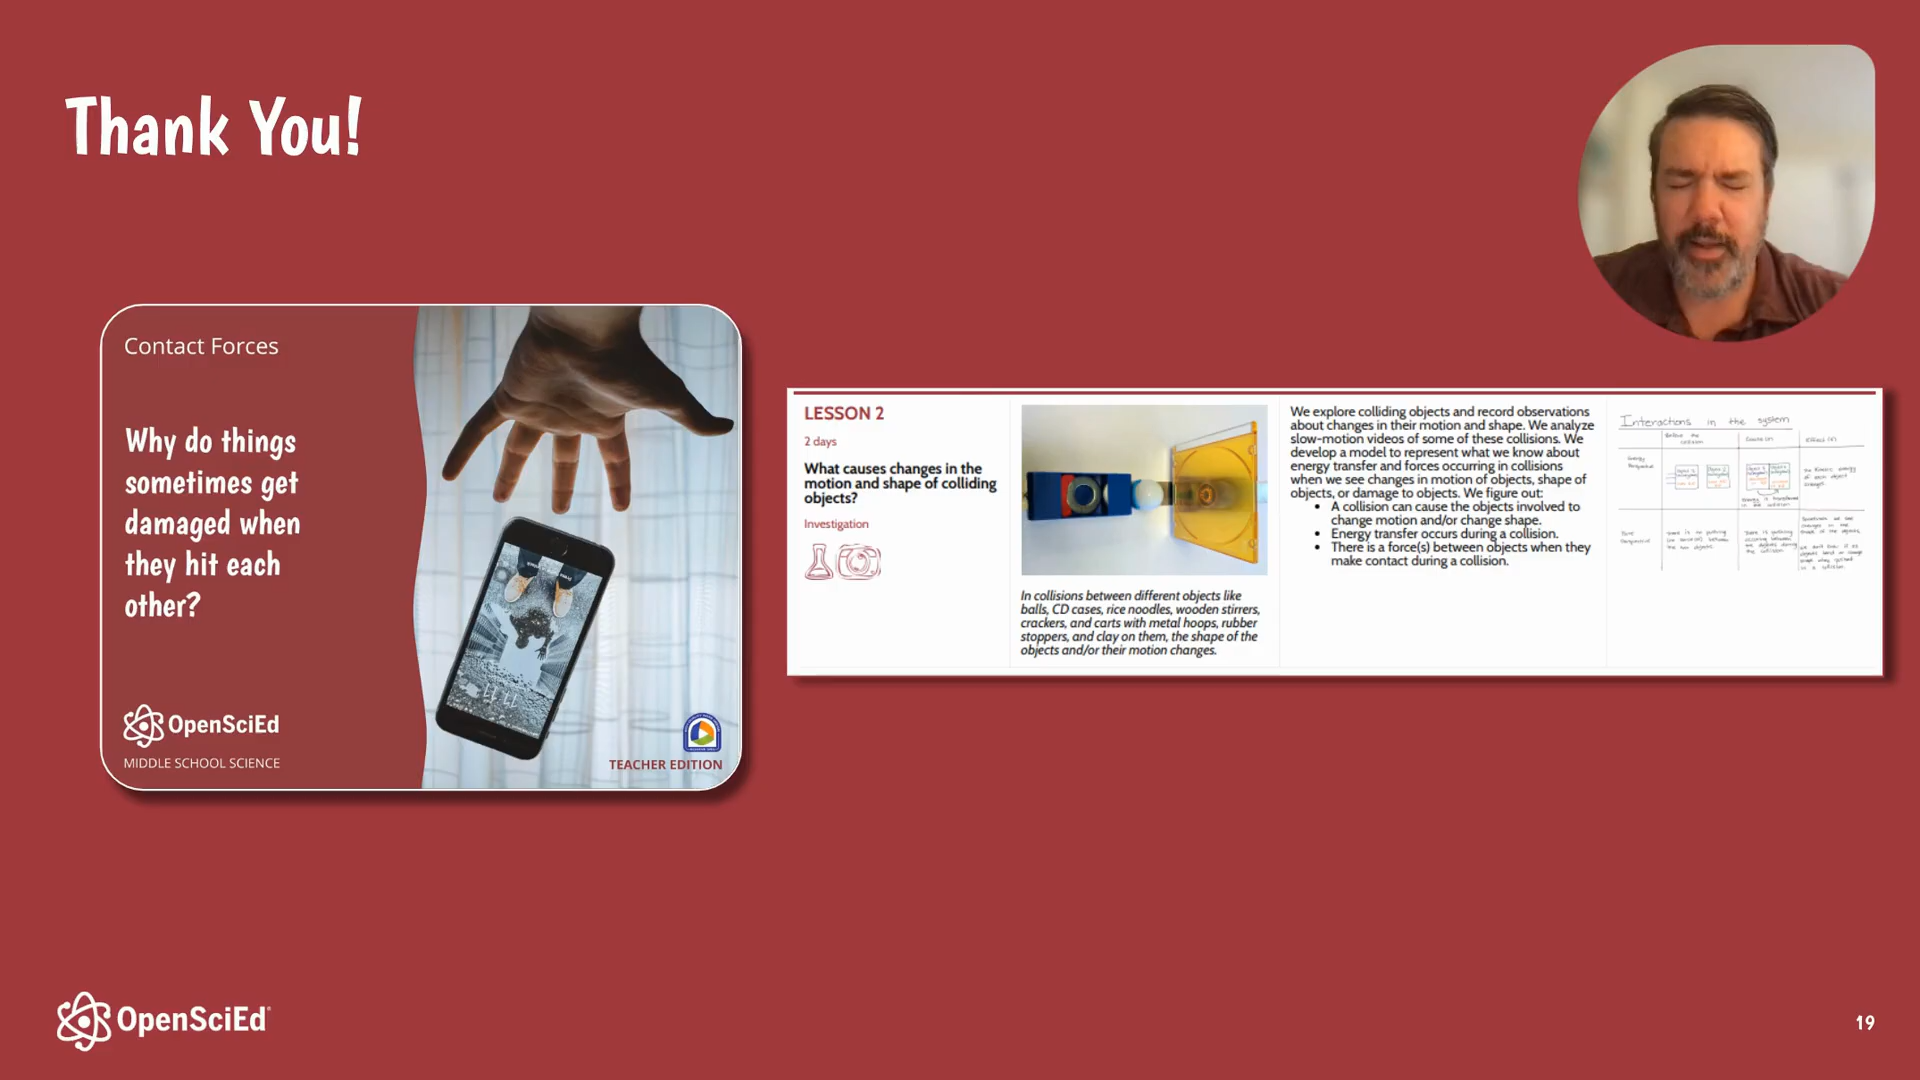 Thank You!
Contact Forces
Why do things
sometimes get
damaged when
they hit each
other?
OpenSciEd
MIDDLE SCHOOL SCIENCE
TEACHER EDITION
LESSON 2
2 days
What causes changes in the
motion and shape of colliding
objects?
Investigation
In collisions between different objects like
balls, CD cases, rice noodles, wooden stirrers,
crackers, and carts with metal hoops, rubber
stoppers, and clay on them, the shape of the
objects and/or their motion changes.
We explore colliding objects and record observations
about changes in their motion and shape. We analyze
slow-motion videos of some of these collisions. We
develop a model to represent what we know about
energy transfer and forces occurring in collisions
when we see changes in motion of objects, shape of
objects, or damage to objects. We figure out:
• A collision can cause the objects involved to
change motion and/or change shape.
• Energy transfer occurs during a collision.
• There is a force(s) between objects when they
make contact during a collision.
Interactions in the system
OpenSciEd
19